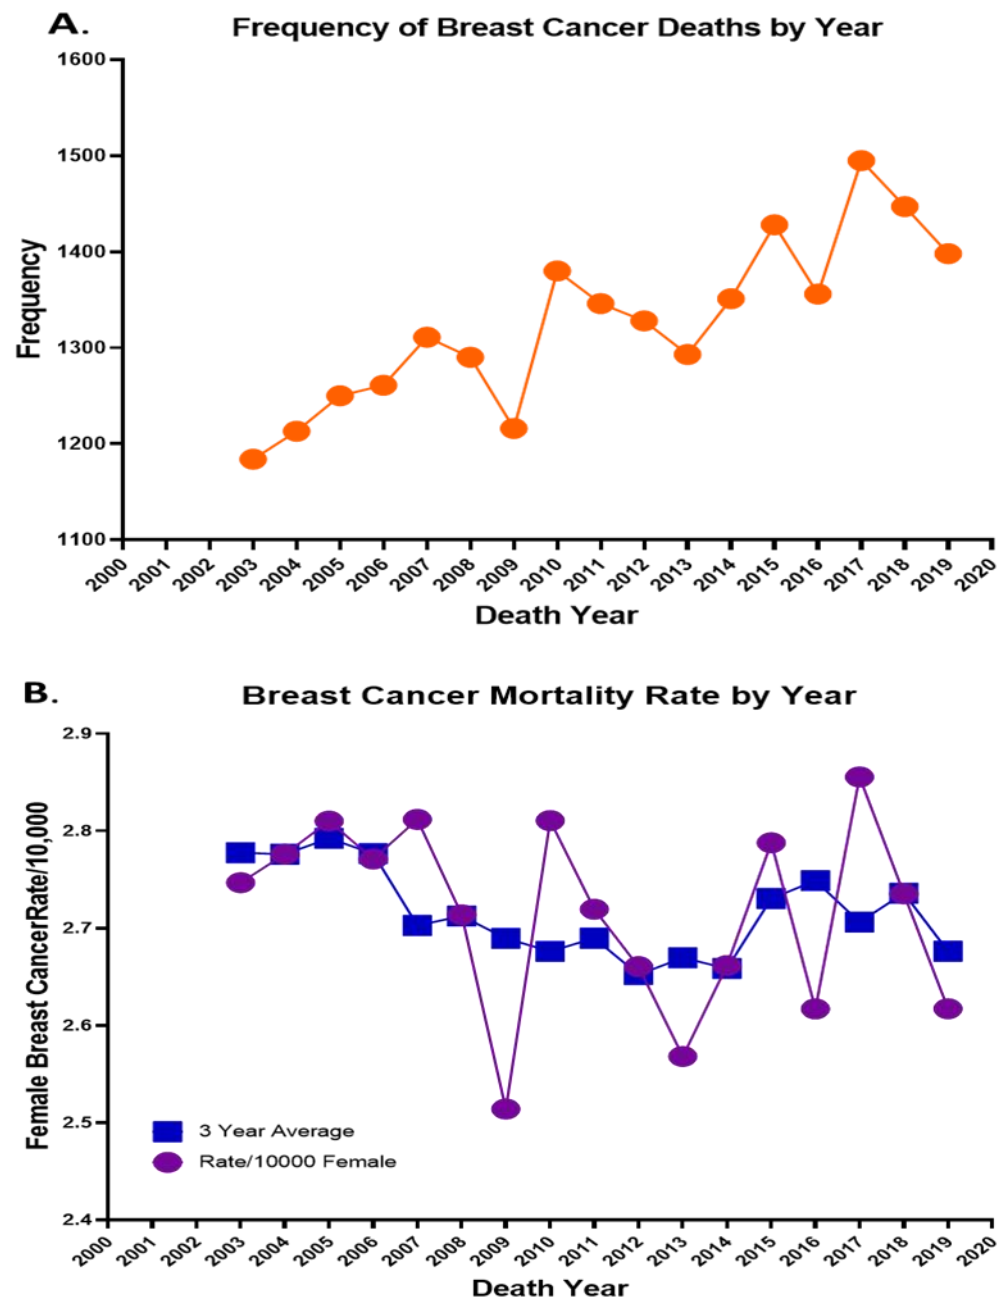 A.
Frequency of Breast Cancer Deaths by Year
1600
1500
1400
1300
1200
1100
Frequency
2000 2001 2002 2003 2004 2005 2006 2007 2008 2009 2010 2011 2012 2013 2014 2015 2016 2017 2018 2019 2020
Death Year
B.
Breast Cancer Mortality Rate by Year
2.9
2.8
2.7
2.6
2.5
2.4
Female Breast CancerRate/10,000
3 Year Average
Rate/10000 Female
2000 2001 2002 2003 2004 2005 2006 2007 2008 2009 2010 2011 2012 2013 2014 2015 2016 2017 2018 2019 2020
Death Year